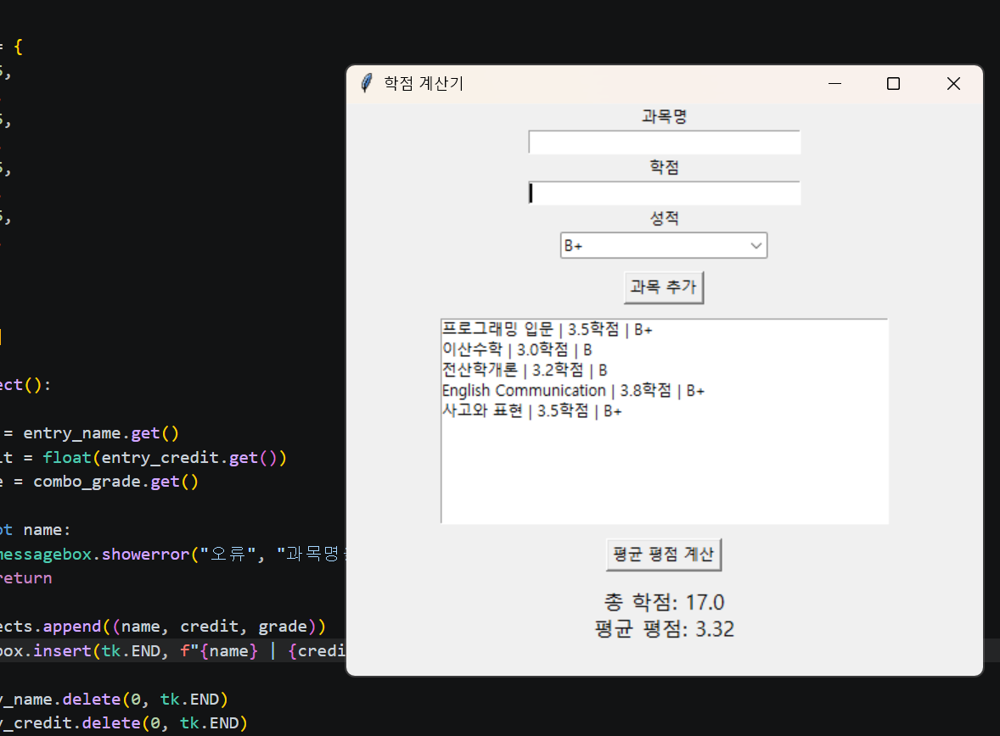 = {
5,
5,
5,
5,
ect():
= entry_name.get()
it = float(entry_credit.get())
e = combo_grade.get()
ot name:
messagebox.showerror("오류", "과목명
return
ects.append((name, credit, grade))
box.insert(tk.END, f"{name} | {credi
y_name.delete(0, tk.END)
y_credit.delete(0, tk.END)
학점 계산기
과목명
학점
성적
B+
과목 추가
프로그래밍 입문 | 3.5학점 | B+
이산수학 | 3.0학점 | B
전산학개론 | 3.2학점 | B
English Communication | 3.8학점 | B+
사고와 표현 | 3.5학점 | B+
평균 평점 계산
총 학점: 17.0
평균 평점: 3.32